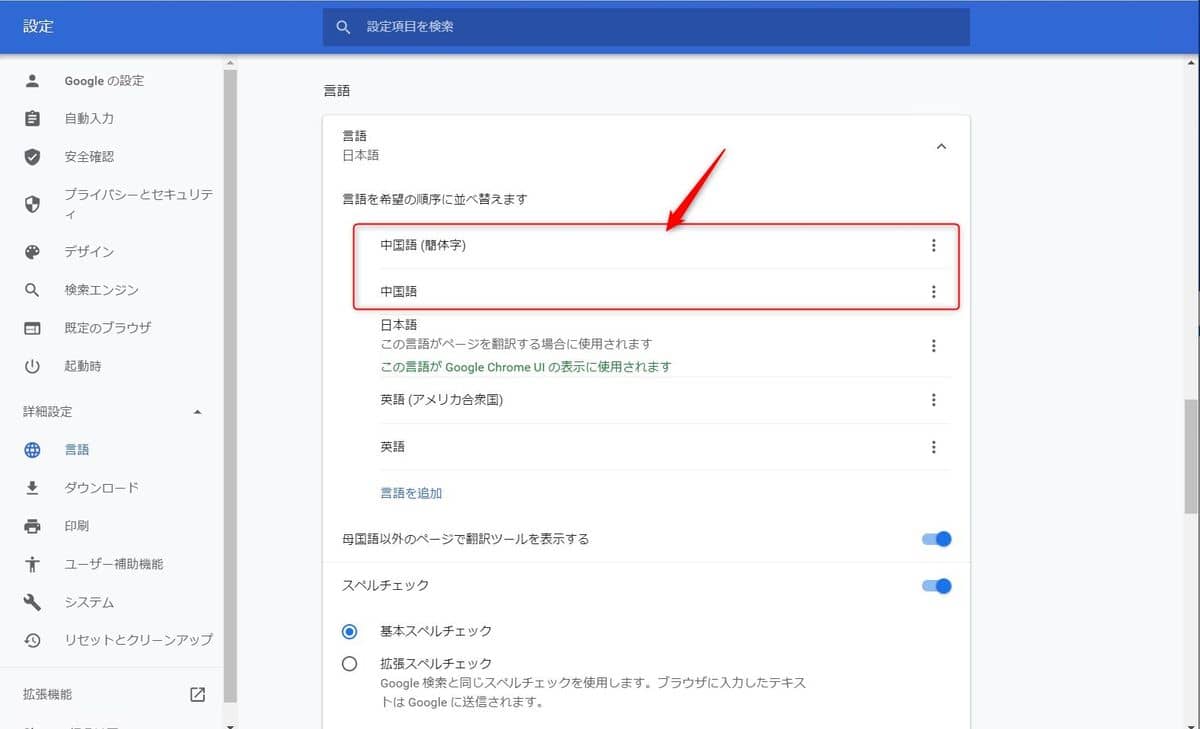 設定
設定項目を検索
Google の設定
自動入力
安全確認
プライバシーとセキュリテ
ィ
デザイン
検索エンジン
既定のブラウザ
起動時
詳細設定
言語
ダウンロード
印刷
ユーザー補助機能
システム
リセットとクリーンアップ
拡張機能
言語
言語
日本語
言語を希望の順序に並べ替えます
中国語 (簡体字)
中国語
日本語
この言語がページを翻訳する場合に使用されます
この言語が Google Chrome UI の表示に使用されます
英語 (アメリカ合衆国)
英語
言語を追加
母国語以外のページで翻訳ツールを表示する
スペルチェック
基本スペルチェック
拡張スペルチェック
Google 検索と同じスペルチェックを使用します。ブラウザに入力したテキス
トは Google に送信されます。